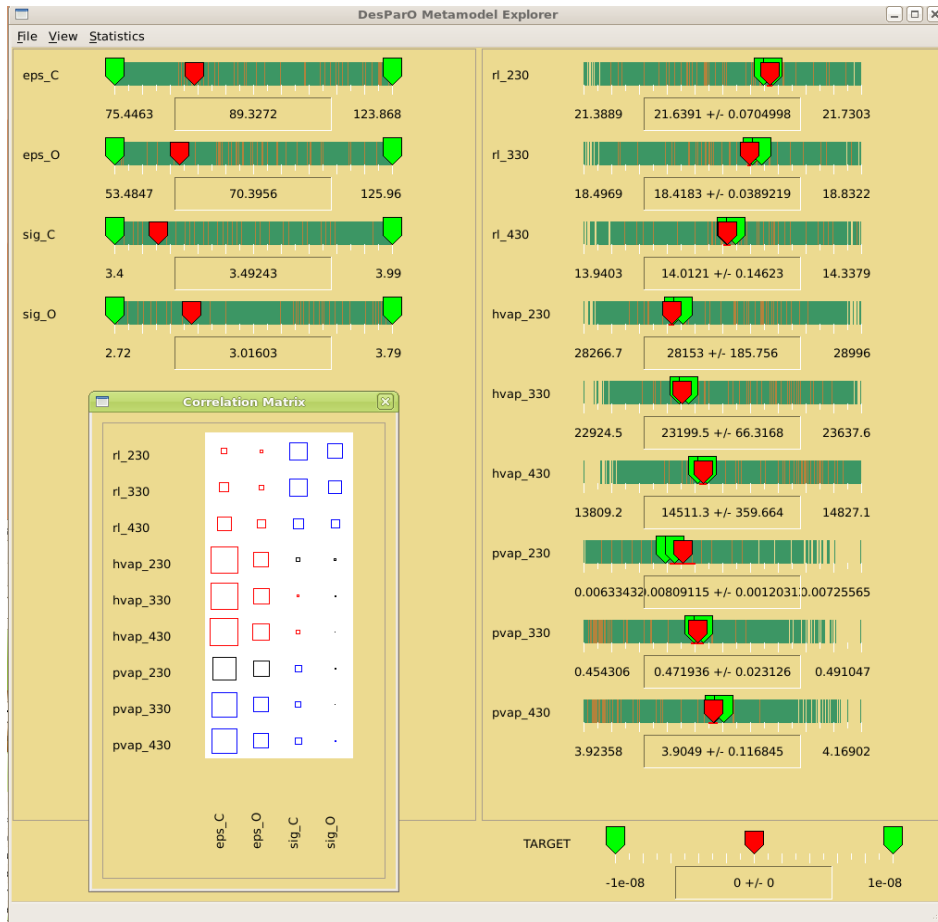 DesParO Metamodel Explorer
File View Statistics
eps_C
75.4463 89.3272 123.868
eps_O
53.4847 70.3956 125.96
sig_C
3.4 3.49243 3.99
sig_O
2.72 3.01603 3.79
Correlation Matrix
rl_230
rl_330
rl_430
hvap_230
hvap_330
hvap_430
pvap_230
pvap_330
pvap_430
eps_C eps_O sig_C sig_O
rl_230
21.3889 21.6391 +/- 0.0704998 21.7303
rl_330
18.4969 18.4183 +/- 0.0389219 18.8322
rl_430
13.9403 14.0121 +/- 0.14623 14.3379
hvap_230
28266.7 28153 +/- 185.756 28996
hvap_330
22924.5 23199.5 +/- 66.3168 23637.6
hvap_430
13809.2 14511.3 +/- 359.664 14827.1
pvap_230
0.00633432 0.00809115 +/- 0.00120313 0.00725565
pvap_330
0.454306 0.471936 +/- 0.023126 0.491047
pvap_430
3.92358 3.9049 +/- 0.116845 4.16902
TARGET
-1e-08 0 +/- 0 1e-08